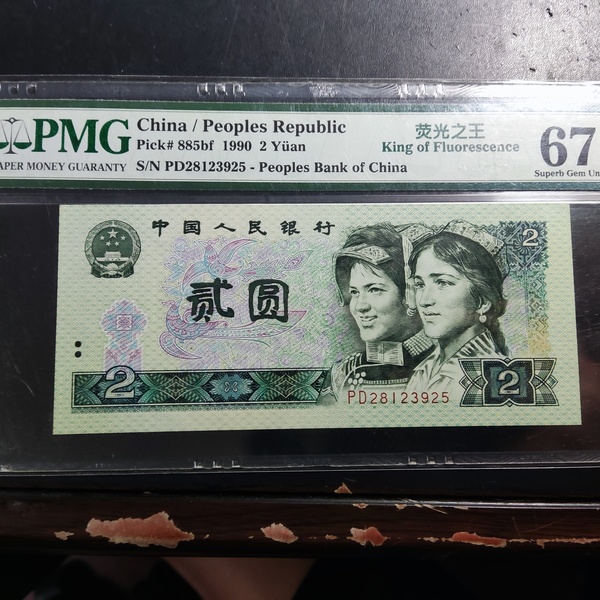 PMG
PAPER MONEY GUARANTY
China / Peoples Republic
Pick# 885bf 1990 2 Yüan
S/N PD28123925 - Peoples Bank of China
荧光之王
King of Fluorescence
67
Superb Gem Un
中国人民银行
贰圆
2
2
2
PD28123925